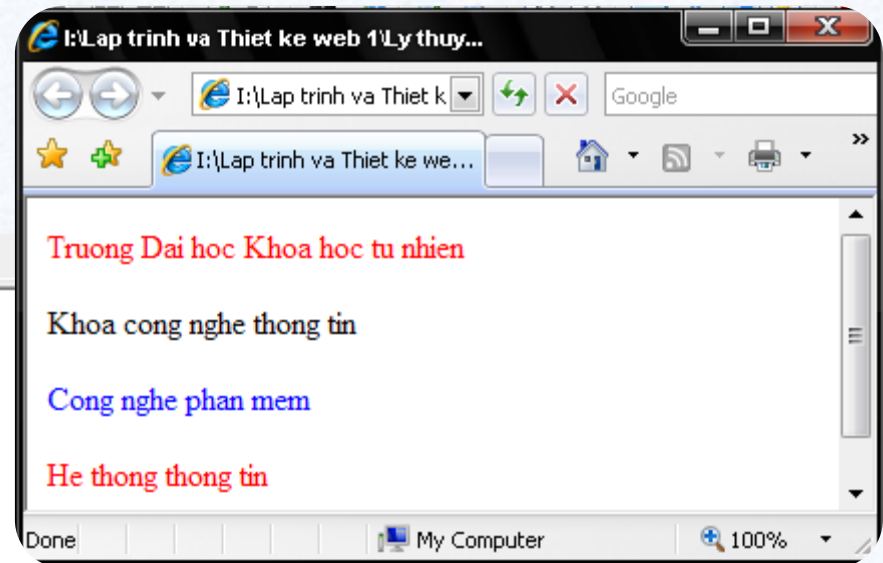 I:\Lap trinh va Thiet ke web 1\Ly thuy...
I:\Lap trinh va Thiet k
Google
I:\Lap trinh va Thiet ke we...
Truong Dai hoc Khoa hoc tu nhien
Khoa cong nghe thong tin
Cong nghe phan mem
He thong thong tin
Done
My Computer
100%